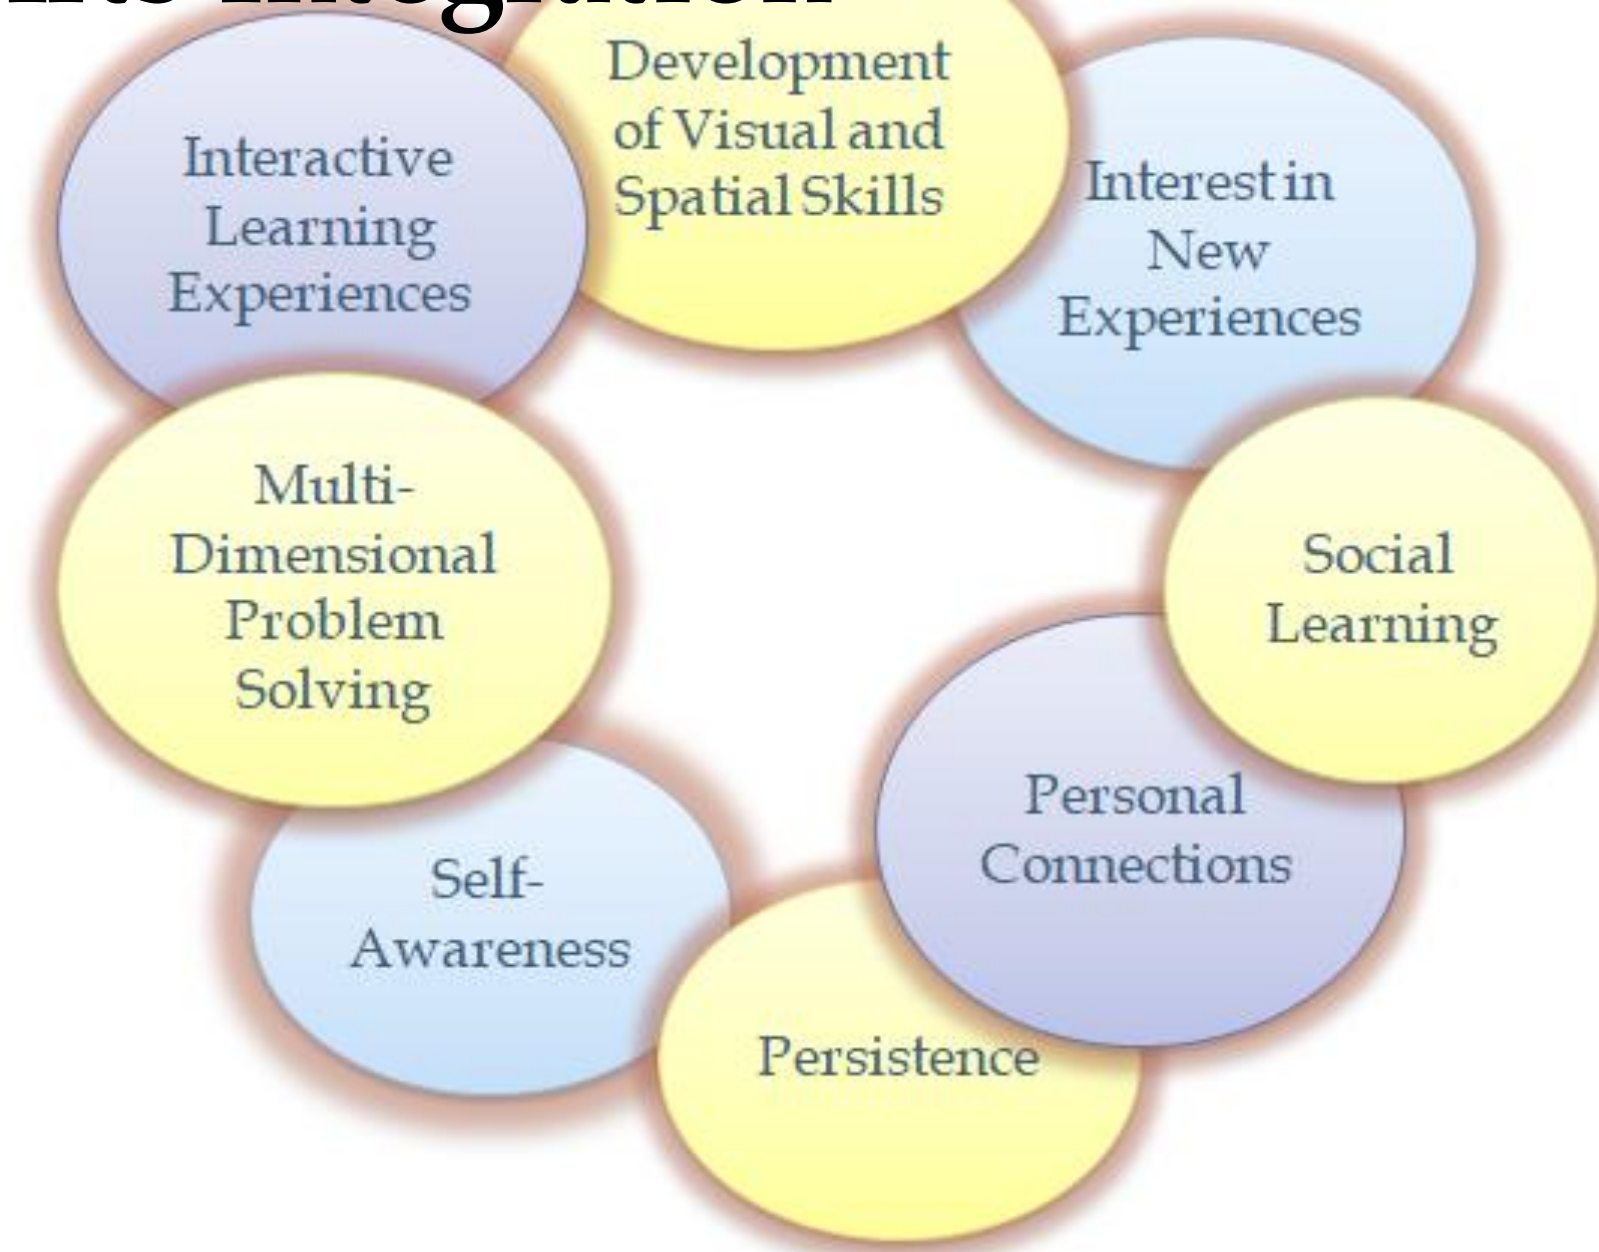 Integration
Development
of Visual and
Spatial Skills
Interactive
Learning
Experiences
Interest in
New
Experiences
Multi-
Dimensional
Problem
Solving
Social
Learning
Personal
Connections
Self-
Awareness
Persistence